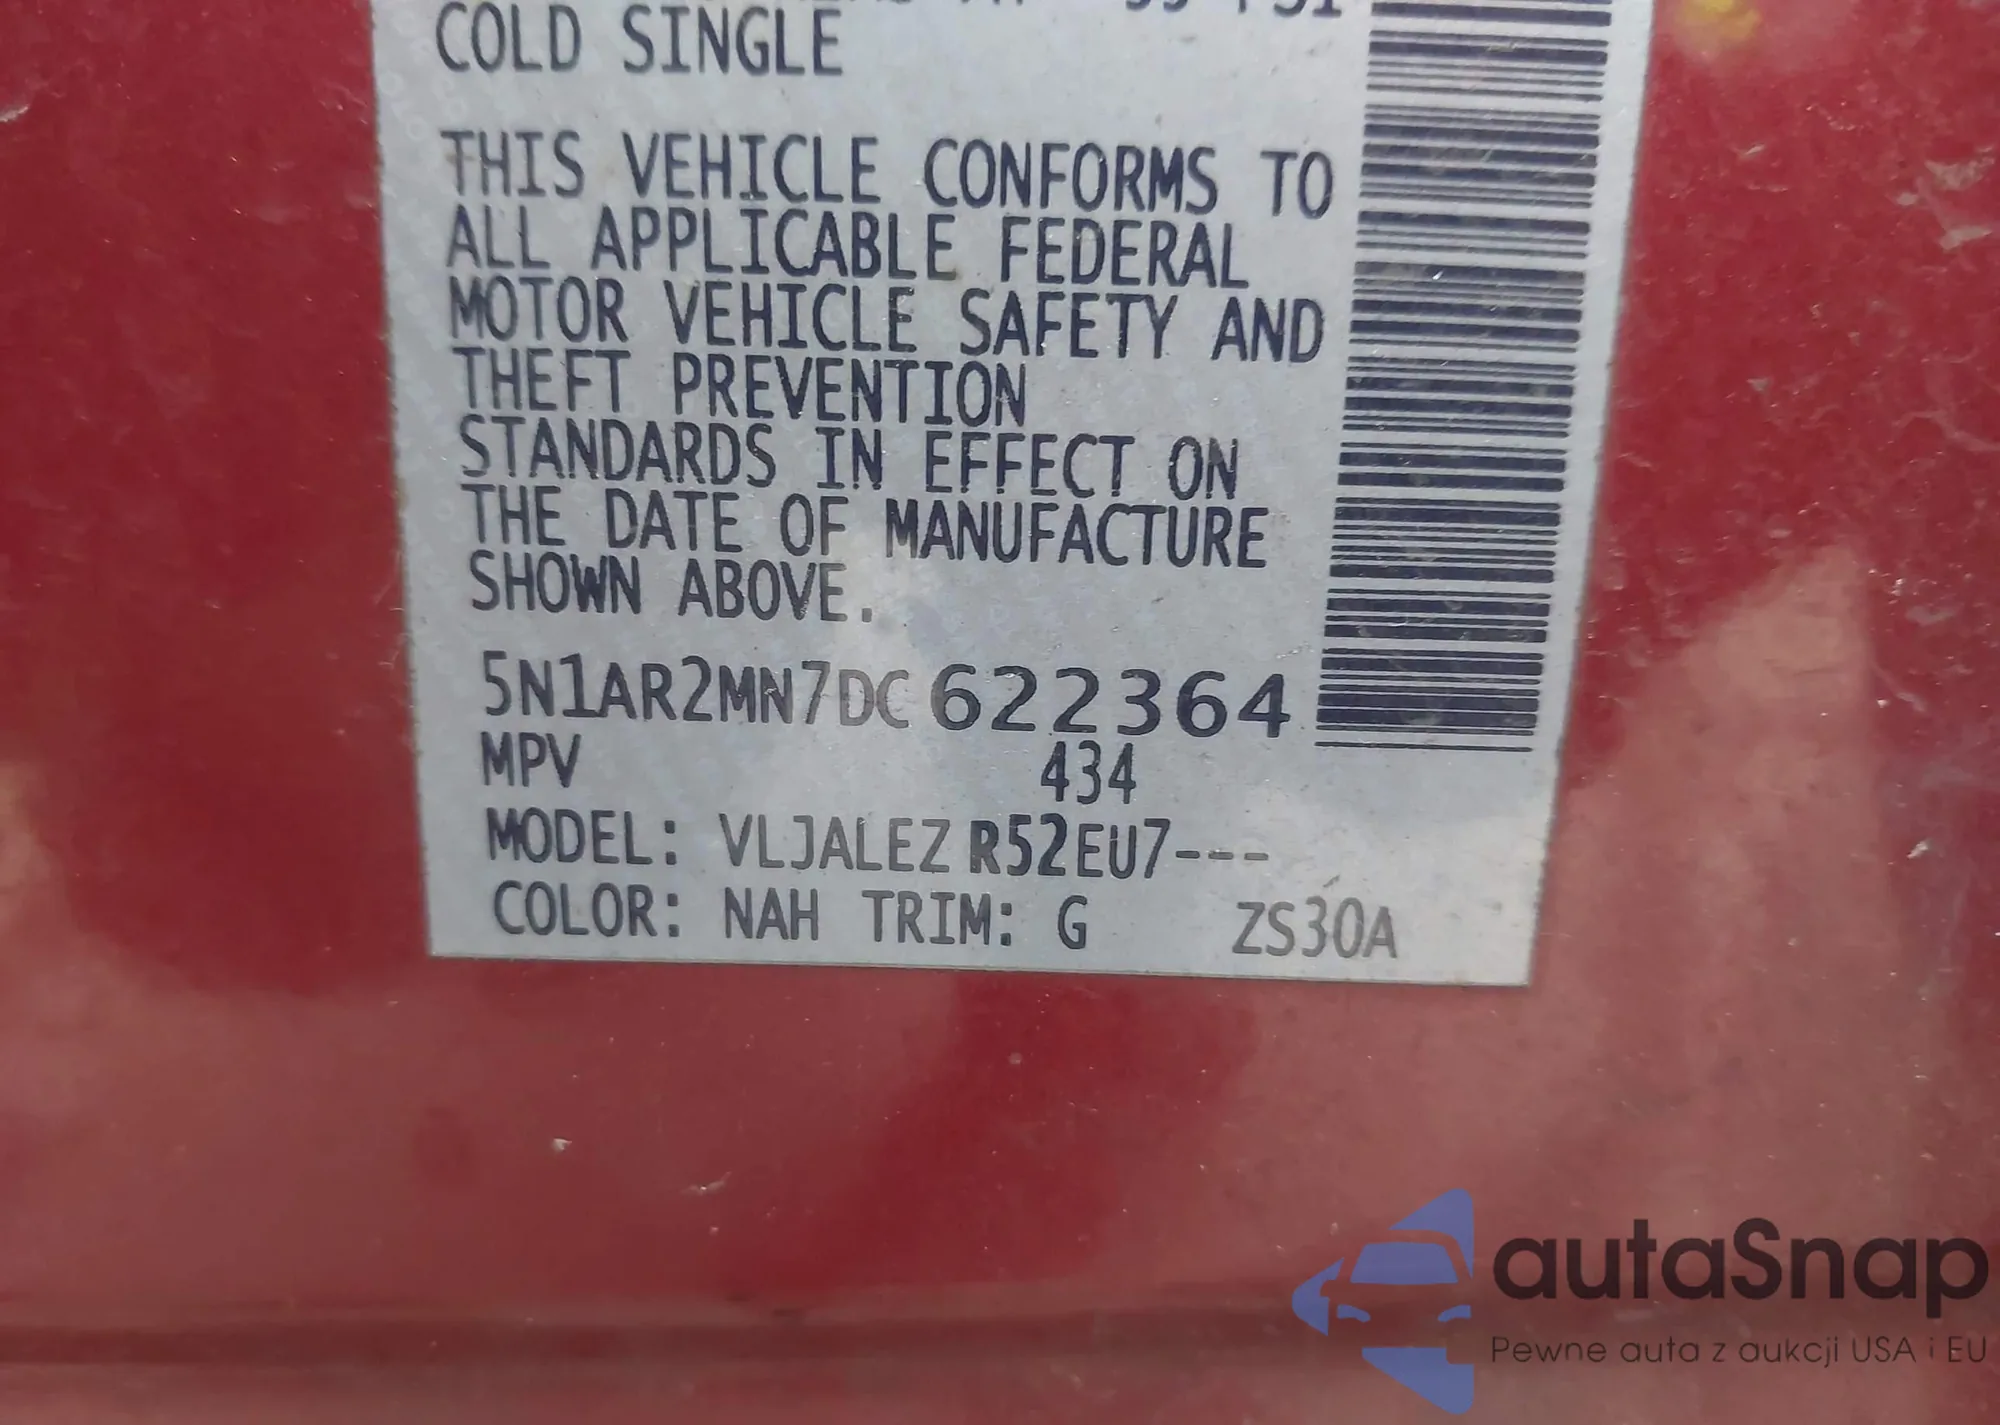 COLD SINGLE
THIS VEHICLE CONFORMS TO
ALL APPLICABLE FEDERAL
MOTOR VEHICLE SAFETY AND
THEFT PREVENTION
STANDARDS IN EFFECT ON
THE DATE OF MANUFACTURE
SHOWN ABOVE.
5N1AR2MN7DC622364
MPV 434
MODEL: VLJALEZ R52EU7---
COLOR: NAH TRIM: G ZS30A
autaSnap
Pewne auta z aukcji USA i EU